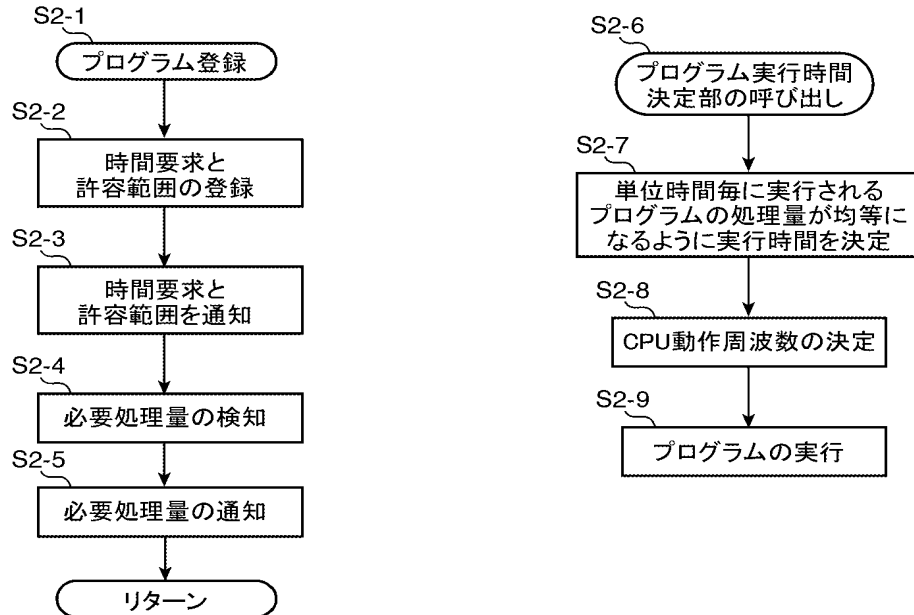 S2-1
プログラム登録
S2-2
時間要求と
許容範囲の登録
S2-3
時間要求と
許容範囲を通知
S2-4
必要処理量の検知
S2-5
必要処理量の通知
リターン
S2-6
プログラム実行時間
決定部の呼び出し
S2-7
単位時間毎に実行される
プログラムの処理量が均等に
なるように実行時間を決定
S2-8
CPU動作周波数の決定
S2-9
プログラムの実行